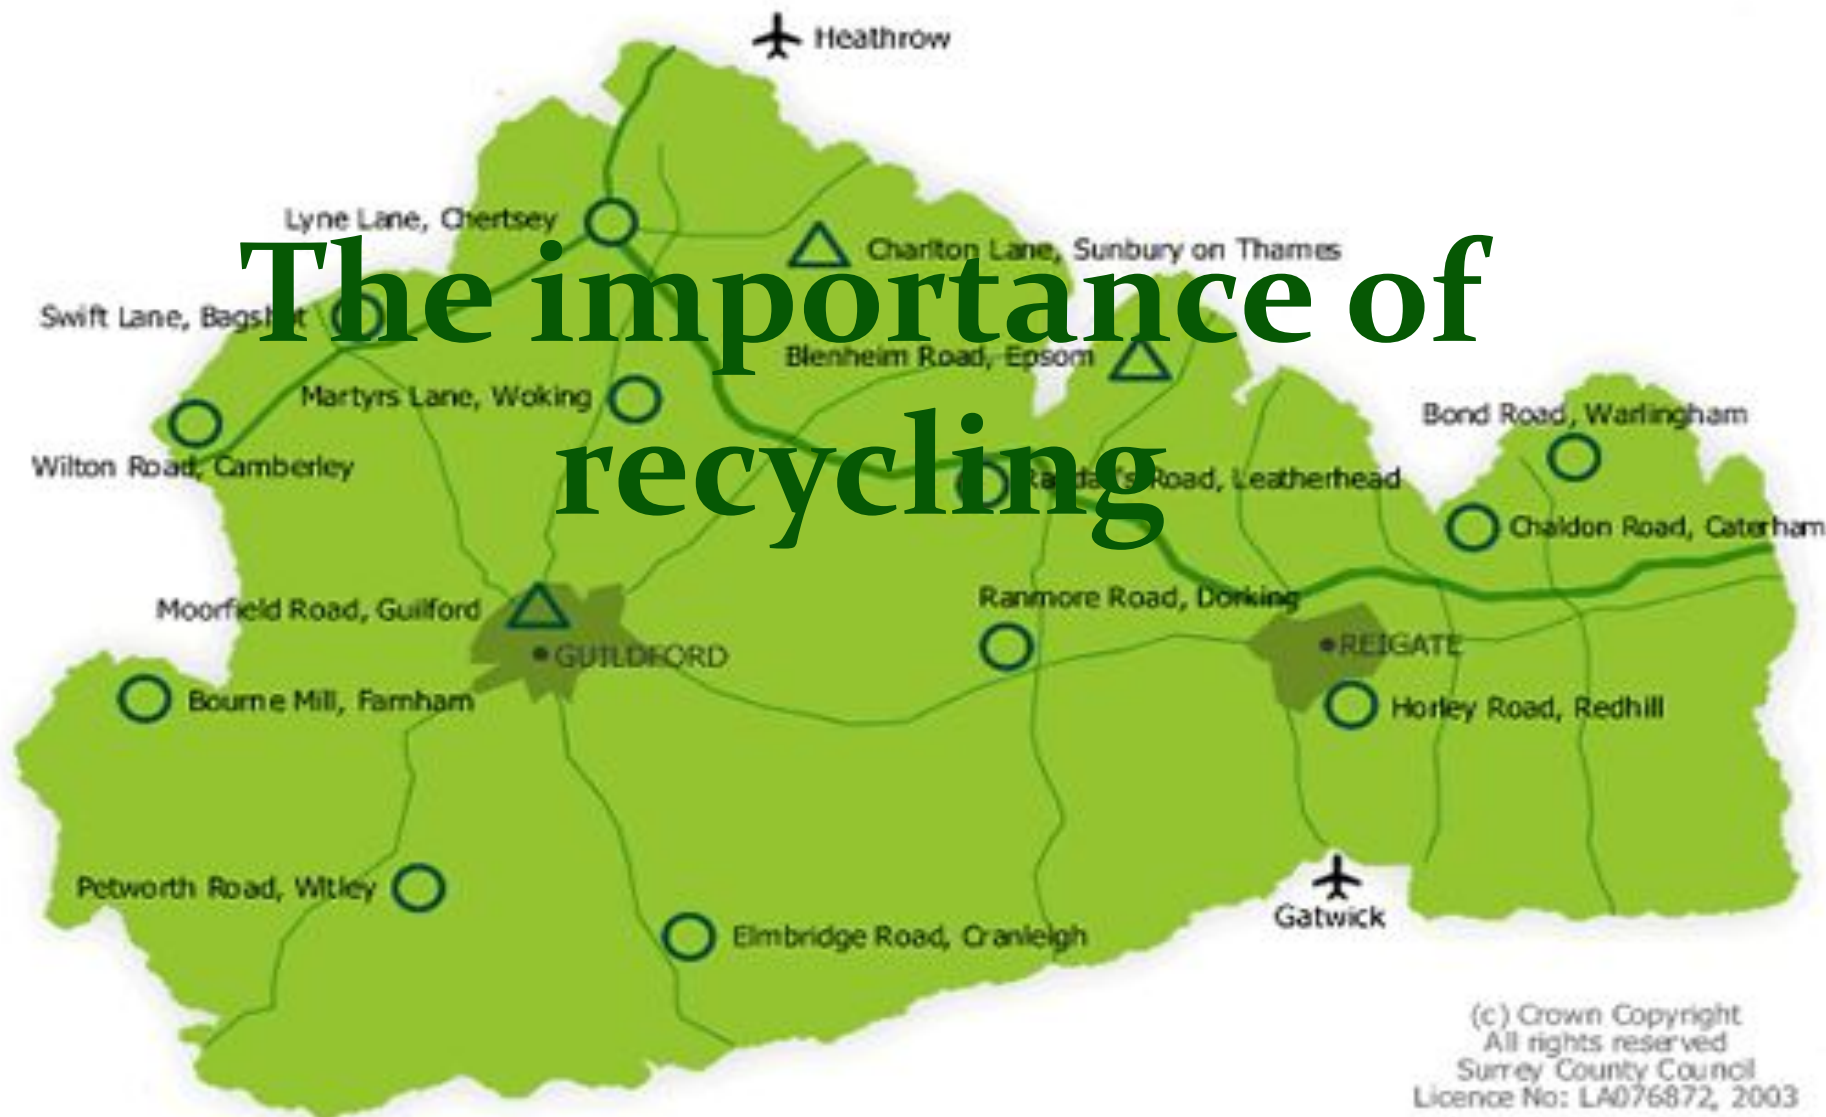 Heathrow
Lyne Lane, Chertsey
Charlton Lane, Sunbury on Thames
The importance of
Swift Lane, Bagshot
Blenheim Road, Epsom
Martyrs Lane, Woking
recycling
Bond Road, Warlingham
Wilton Road, Camberley
Randall's Road, Leatherhead
Chaldon Road, Caterham
Ranmore Road, Dorking
Moorfield Road, Guilford
GUILDFORD
REIGATE
Bourne Mill, Farnham
Horley Road, Redhill
Petworth Road, Witley
Gatwick
Elmbridge Road, Cranleigh
(c) Crown Copyright
All rights reserved
Surrey County Council
Licence No: LA076872, 2003